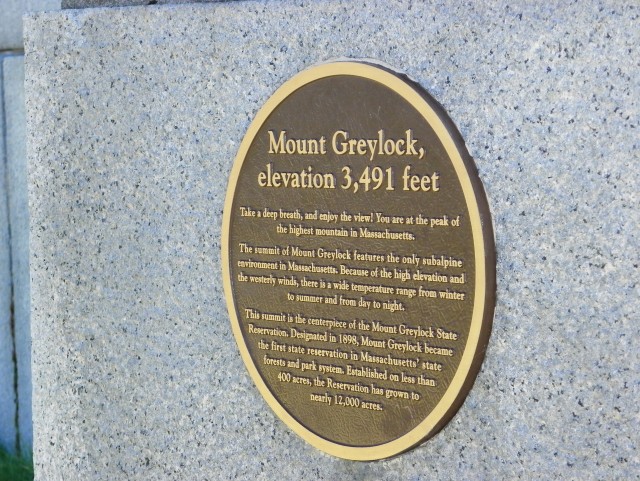 Mount Greylock,
elevation 3,491 feet
Take a deep breath, and enjoy the view! You are at the peak of
the highest mountain in Massachusetts.
The summit of Mount Greylock features the only subalpine
environment in Massachusetts. Because of the high elevation and
the westerly winds, there is a wide temperature range from winter
to summer and from day to night.
This summit is the centerpiece of the Mount Greylock State
Reservation. Designated in 1898, Mount Greylock became
the first state reservation in Massachusetts' state
forests and park system. Established on less than
400 acres, the Reservation has grown to
nearly 12,000 acres.